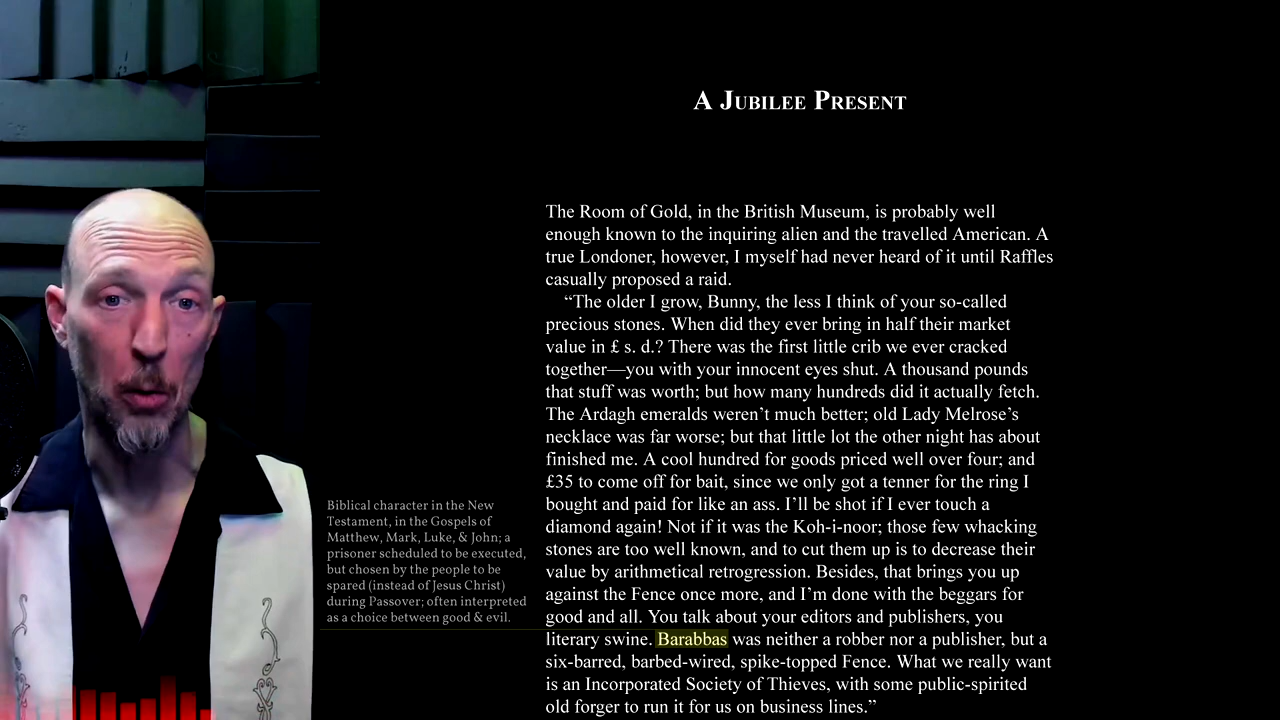 A Jubilee Present
The Room of Gold, in the British Museum, is probably well
enough known to the inquiring alien and the travelled American. A
true Londoner, however, I myself had never heard of it until Raffles
casually proposed a raid.
“The older I grow, Bunny, the less I think of your so-called
precious stones. When did they ever bring in half their market
value in £ s. d.? There was the first little crib we ever cracked
together—you with your innocent eyes shut. A thousand pounds
that stuff was worth; but how many hundreds did it actually fetch.
The Ardagh emeralds weren’t much better; old Lady Melrose’s
necklace was far worse; but that little lot the other night has about
finished me. A cool hundred for goods priced well over four; and
£35 to come off for bait, since we only got a tenner for the ring I
bought and paid for like an ass. I’ll be shot if I ever touch a
diamond again! Not if it was the Koh-i-noor; those few whacking
stones are too well known, and to cut them up is to decrease their
value by arithmetical retrogression. Besides, that brings you up
against the Fence once more, and I’m done with the beggars for
good and all. You talk about your editors and publishers, you
literary swine. Barabbas was neither a robber nor a publisher, but a
six-barred, barbed-wired, spike-topped Fence. What we really want
is an Incorporated Society of Thieves, with some public-spirited
old forger to run it for us on business lines.”
Biblical character in the New
Testament, in the Gospels of
Matthew, Mark, Luke, & John; a
prisoner scheduled to be executed,
but chosen by the people to be
spared (instead of Jesus Christ)
during Passover; often interpreted
as a choice between good & evil.